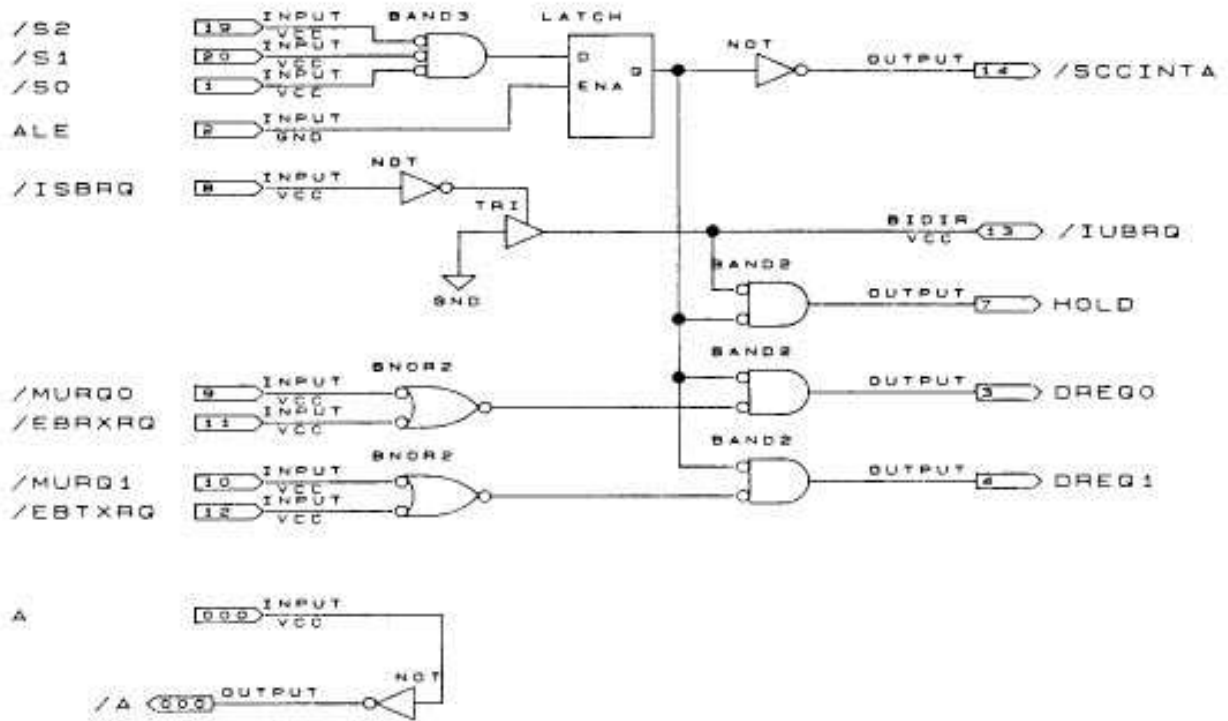 INPUT BAND3 LATCH
/S2 19 VCC
INPUT NOT
/S1 20 VCC D OUTPUT 14 /SCCINTA
INPUT Q
/S0 1 VCC ENA
INPUT
ALE 2 GND
NOT
INPUT
/ISBRQ 8 VCC
TRI BIDIR
13 /IUBRQ
VCC
BAND2
GND OUTPUT 7 HOLD
BAND2
BNOR2
INPUT OUTPUT
/MURQ0 9 VCC 3 DREQ0
INPUT
/EBRXRQ 11 VCC
BAND2
BNOR2
INPUT OUTPUT
/MURQ1 10 VCC 4 DREQ1
INPUT
/EBTXRQ 12 VCC
INPUT
A 000 VCC
NOT
/A 000 OUTPUT